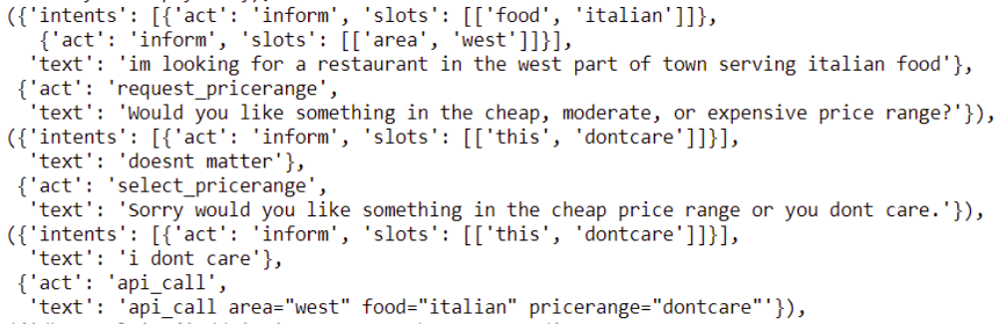 ({'intents': [{'act': 'inform', 'slots': [['food', 'italian']]},
{'act': 'inform', 'slots': [['area', 'west']]}],
'text': 'im looking for a restaurant in the west part of town serving italian food'},
{'act': 'request_pricerange',
'text': 'Would you like something in the cheap, moderate, or expensive price range?'}),
({'intents': [{'act': 'inform', 'slots': [['this', 'dontcare']]}],
'text': 'doesnt matter'},
{'act': 'select_pricerange',
'text': 'Sorry would you like something in the cheap price range or you dont care.'}),
({'intents': [{'act': 'inform', 'slots': [['this', 'dontcare']]}],
'text': 'i dont care'},
{'act': 'api_call',
'text': 'api_call area="west" food="italian" pricerange="dontcare"'}),